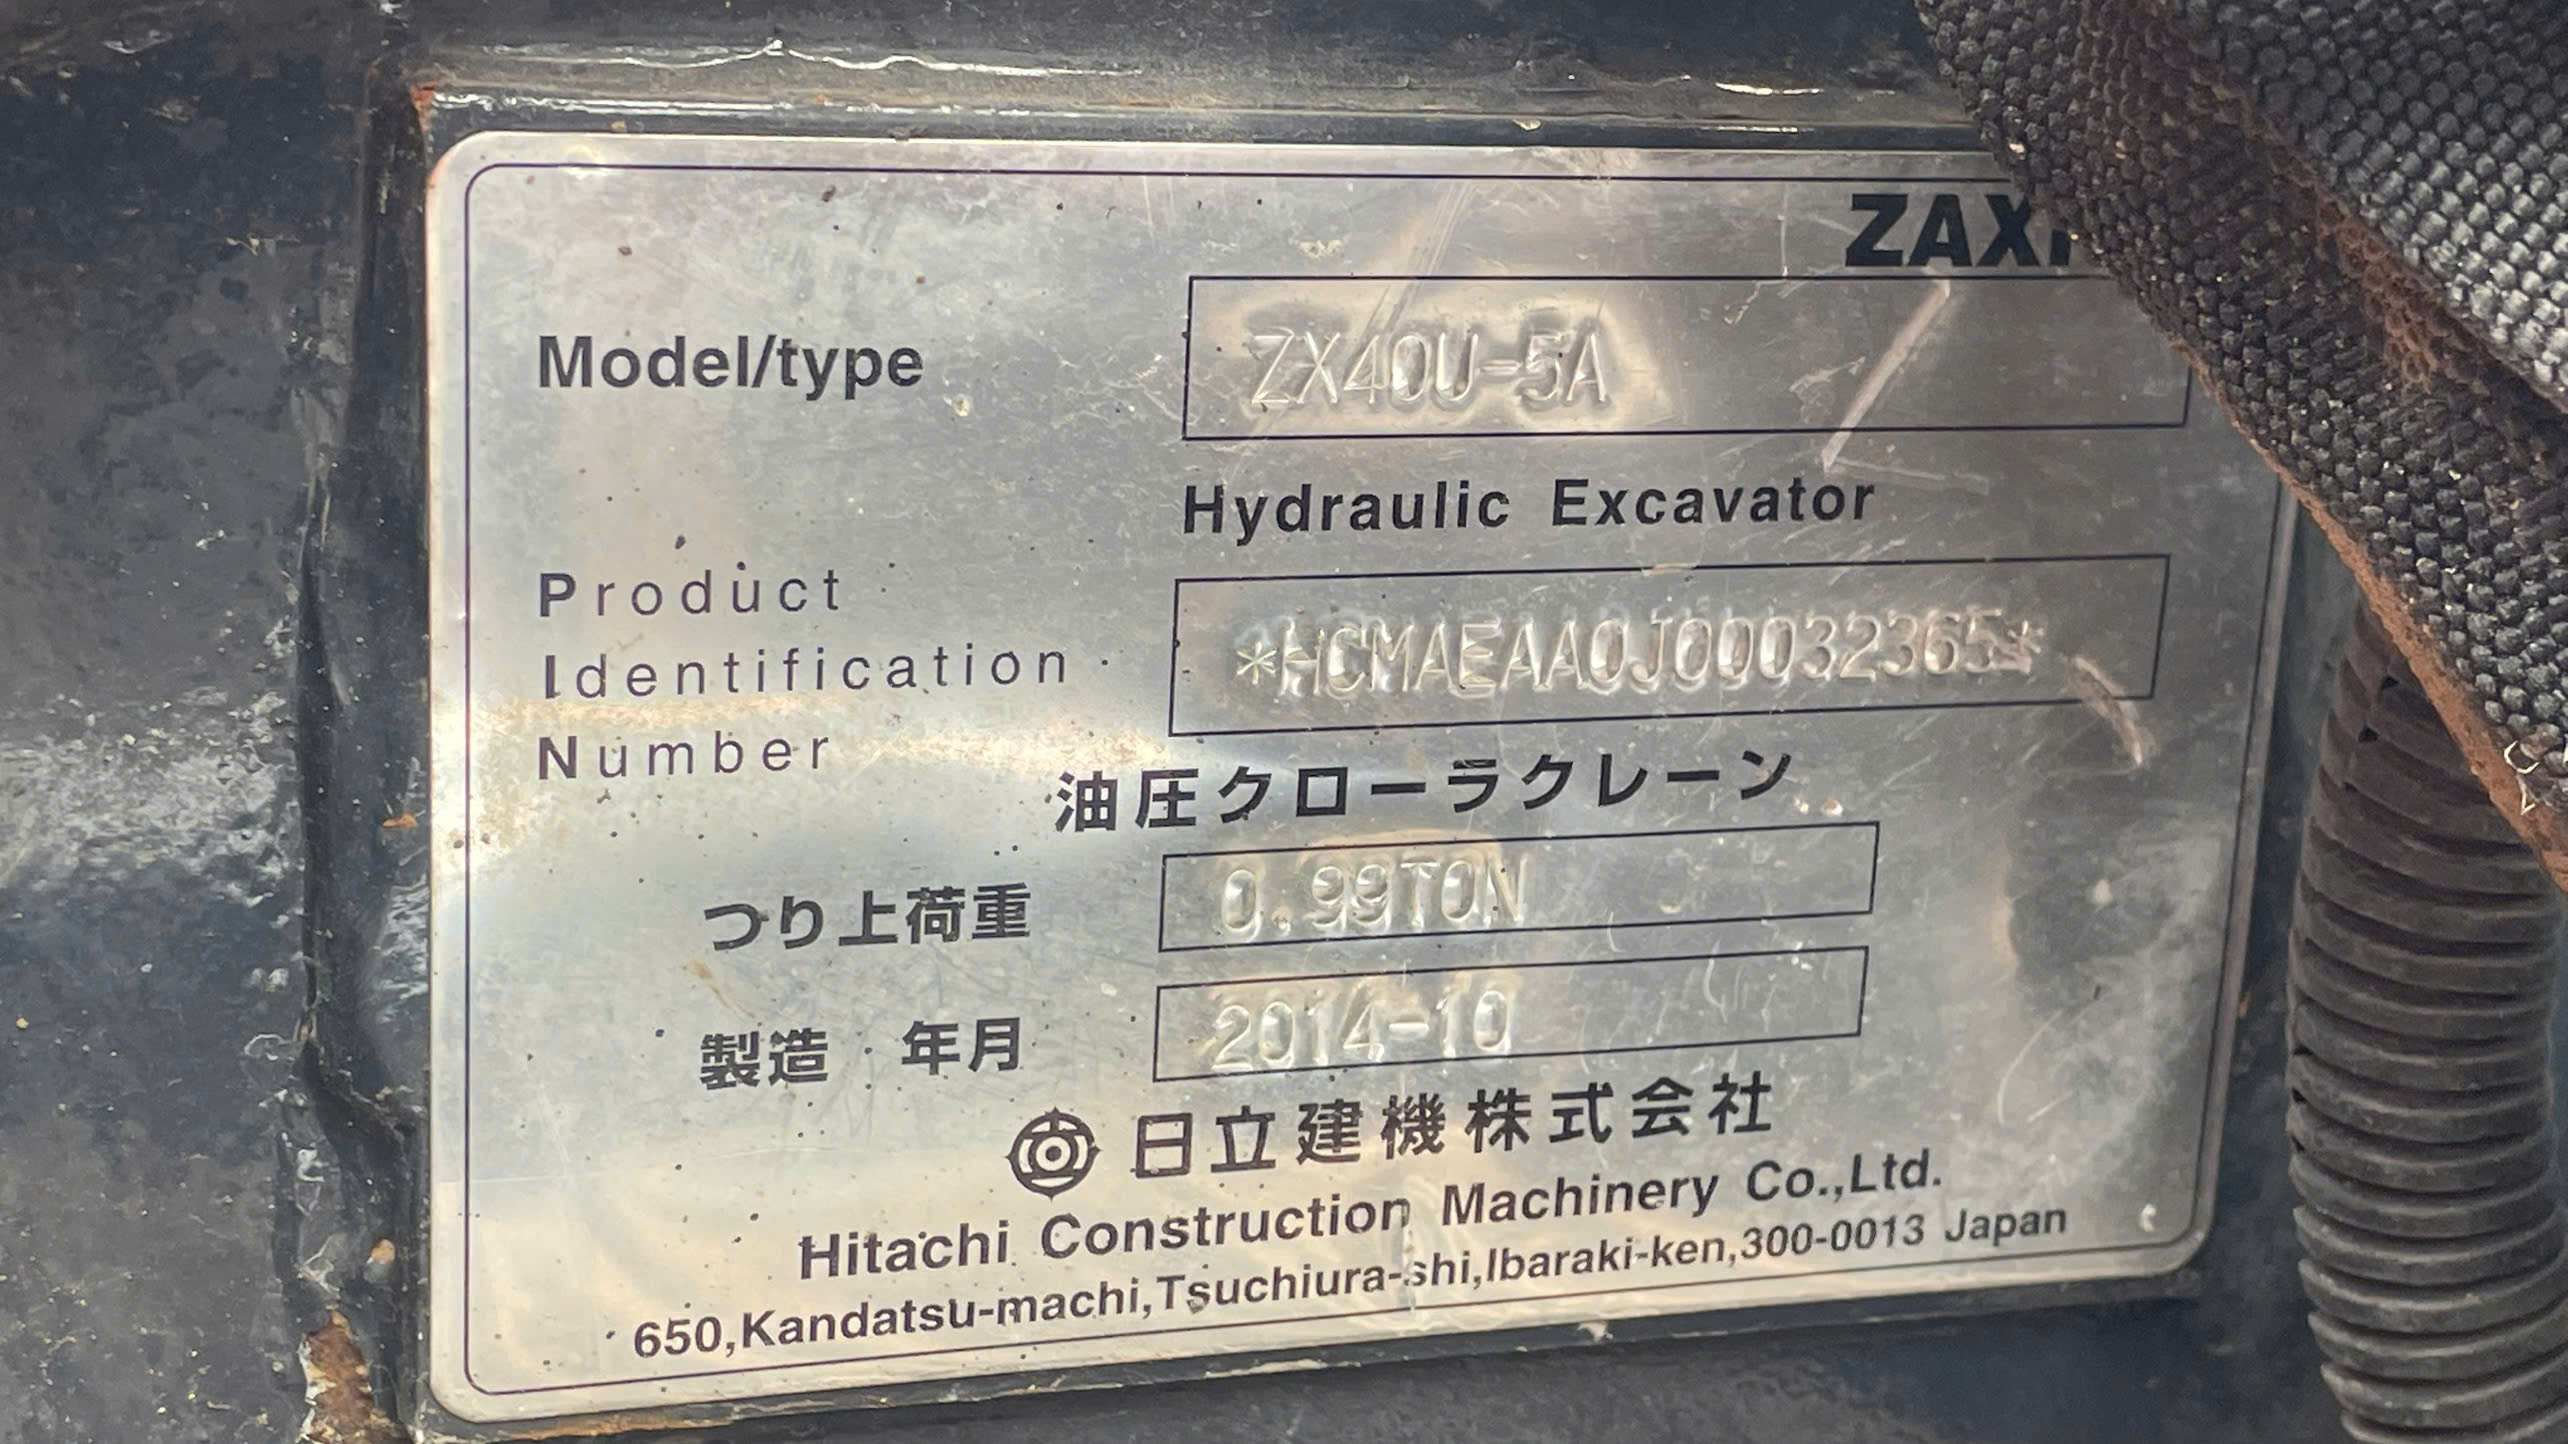 ZAX
Model/type ZX40U-5A
Hydraulic Excavator
Product
Identification
Number
*HCMAEAA0J00032365*
油圧クローラクレーン
つり上荷重 0.99TON
製造 年月 2014-10
日立建機株式会社
Hitachi Construction Machinery Co.,Ltd.
650,Kandatsu-machi,Tsuchiura-shi,Ibaraki-ken,300-0013 Japan